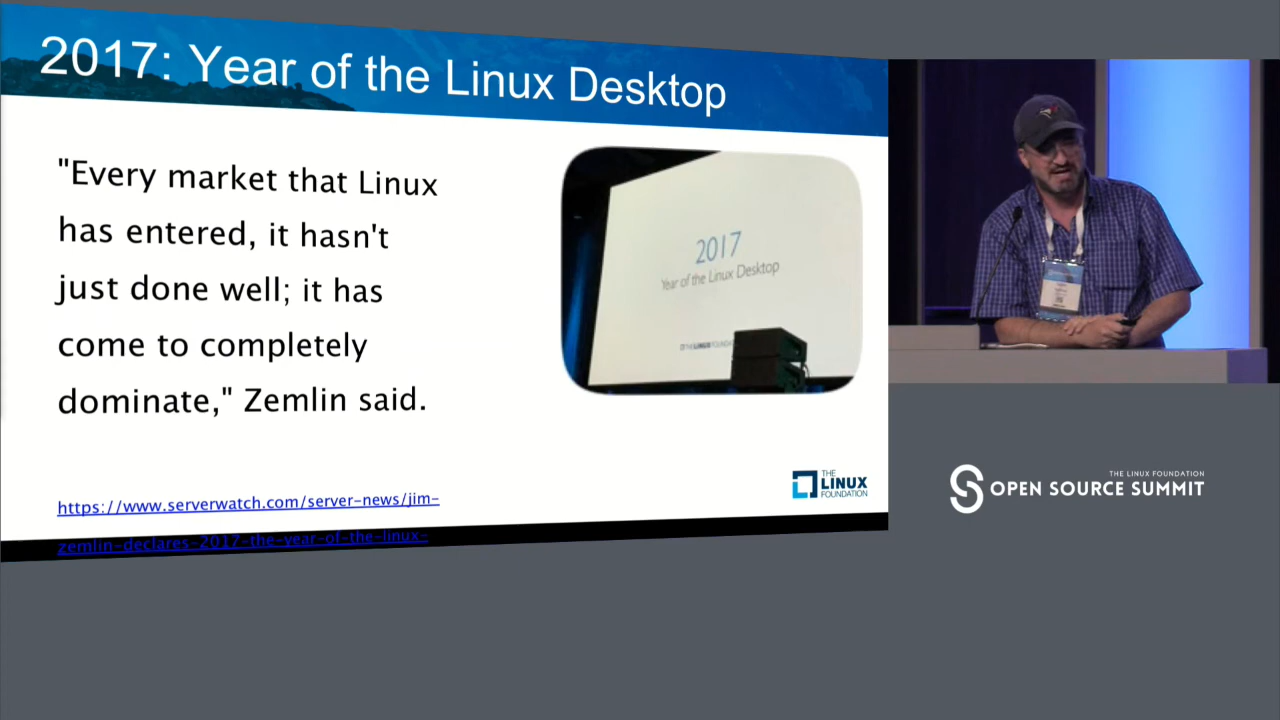 2017: Year of the Linux Desktop
"Every market that Linux
has entered, it hasn't
just done well; it has
come to completely
dominate," Zemlin said.
https://www.serverwatch.com/server-news/jim-
zemlin-declares-2017-the-year-of-the-linux-
2017
Year of the Linux Desktop
THE
LINUX
FOUNDATION
THE LINUX FOUNDATION
OPEN SOURCE SUMMIT